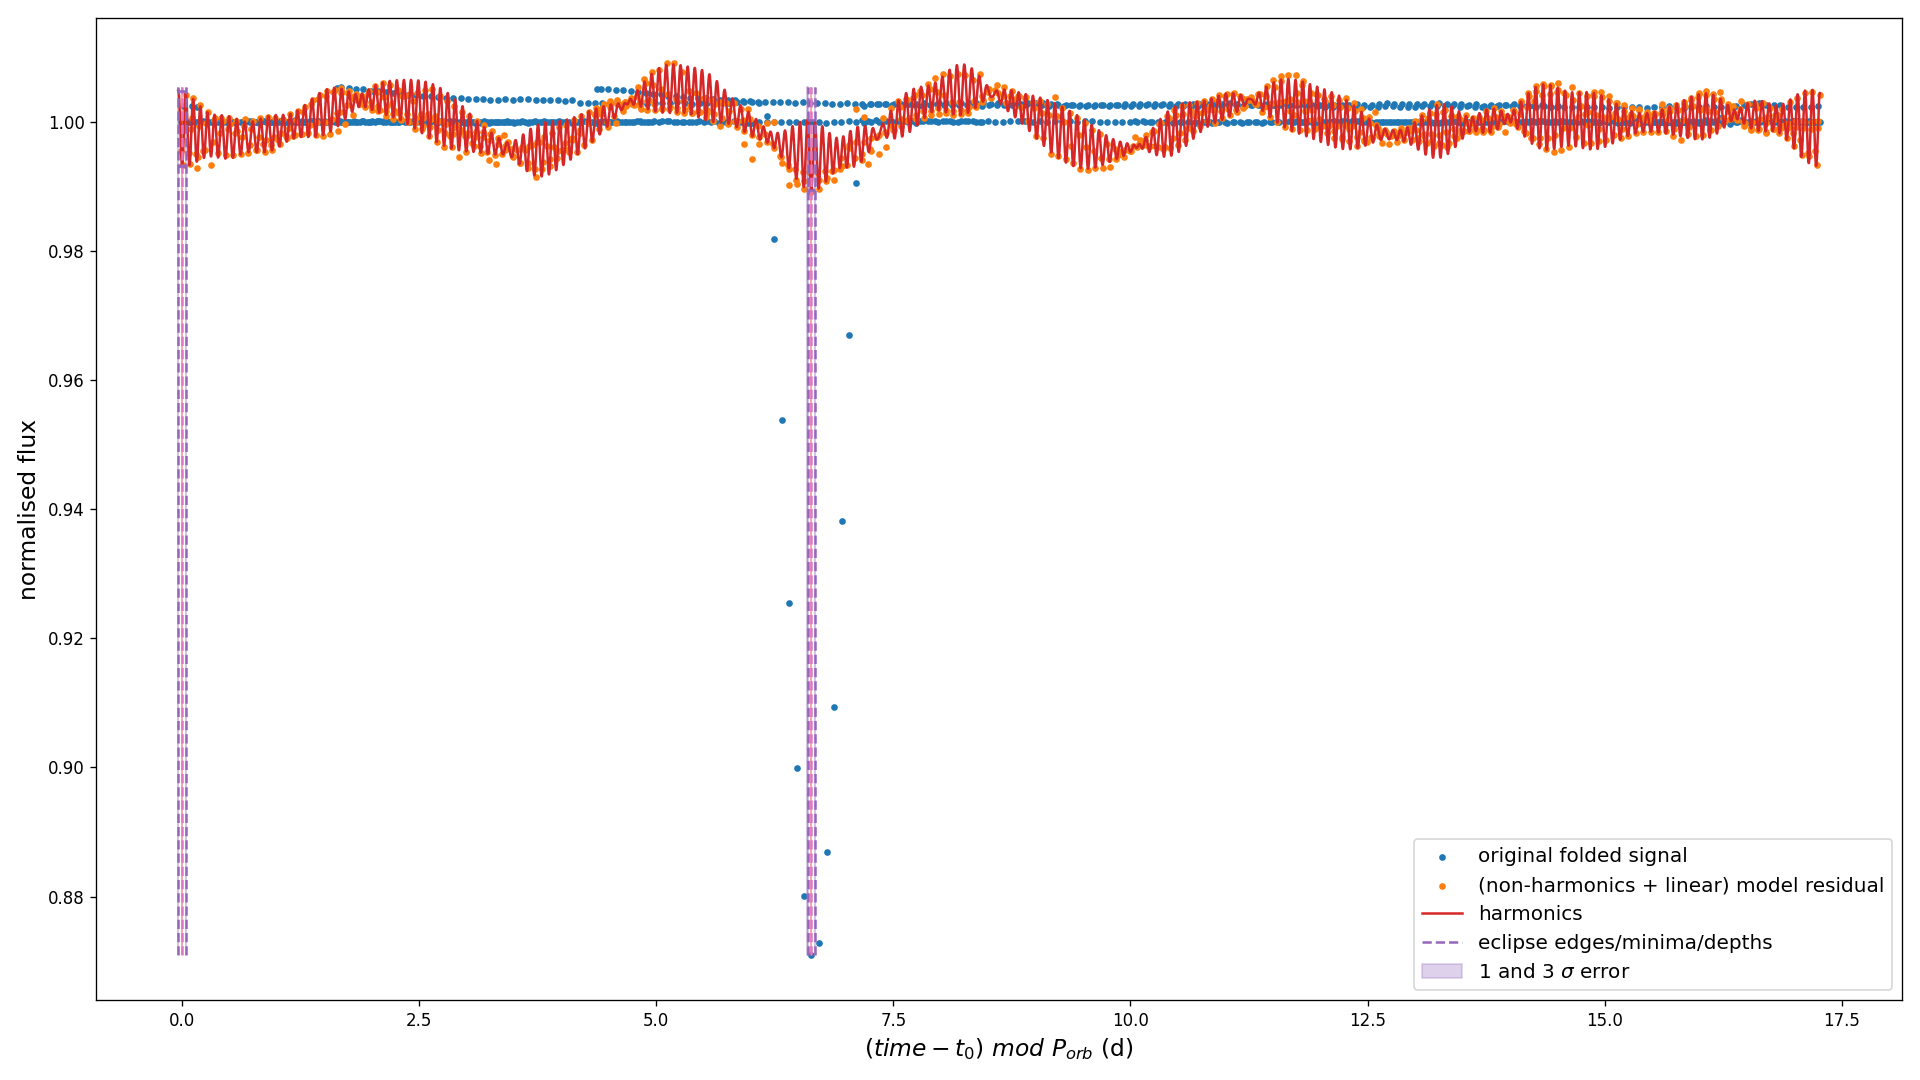 1.00
0.98
0.96
0.94
0.92
0.90
0.88
normalised flux
0.0 2.5 5.0 7.5 10.0 12.5 15.0 17.5
(time − t₀) mod P_orb (d)
original folded signal
(non-harmonics + linear) model residual
harmonics
eclipse edges/minima/depths
1 and 3 σ error